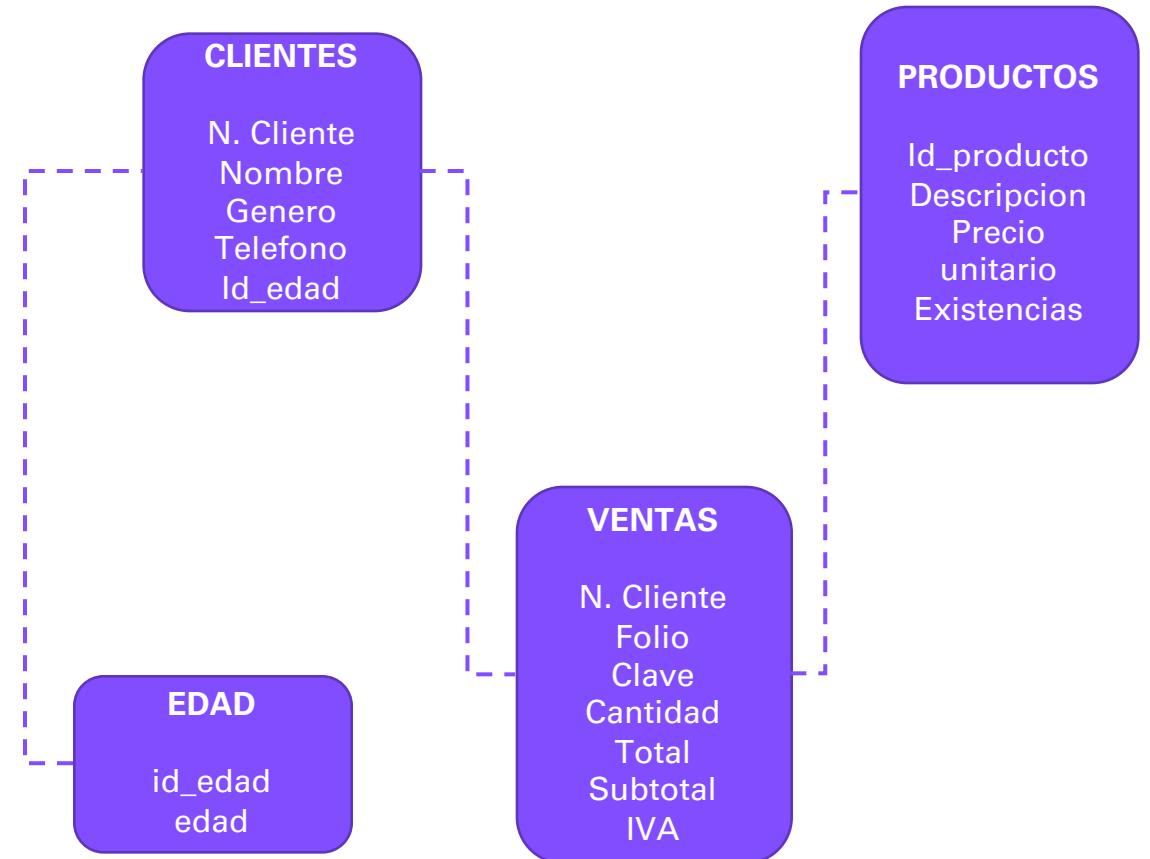 CLIENTES
N. Cliente
Nombre
Genero
Telefono
Id_edad
PRODUCTOS
Id_producto
Descripcion
Precio
unitario
Existencias
VENTAS
N. Cliente
Folio
Clave
Cantidad
Total
Subtotal
IVA
EDAD
id_edad
edad